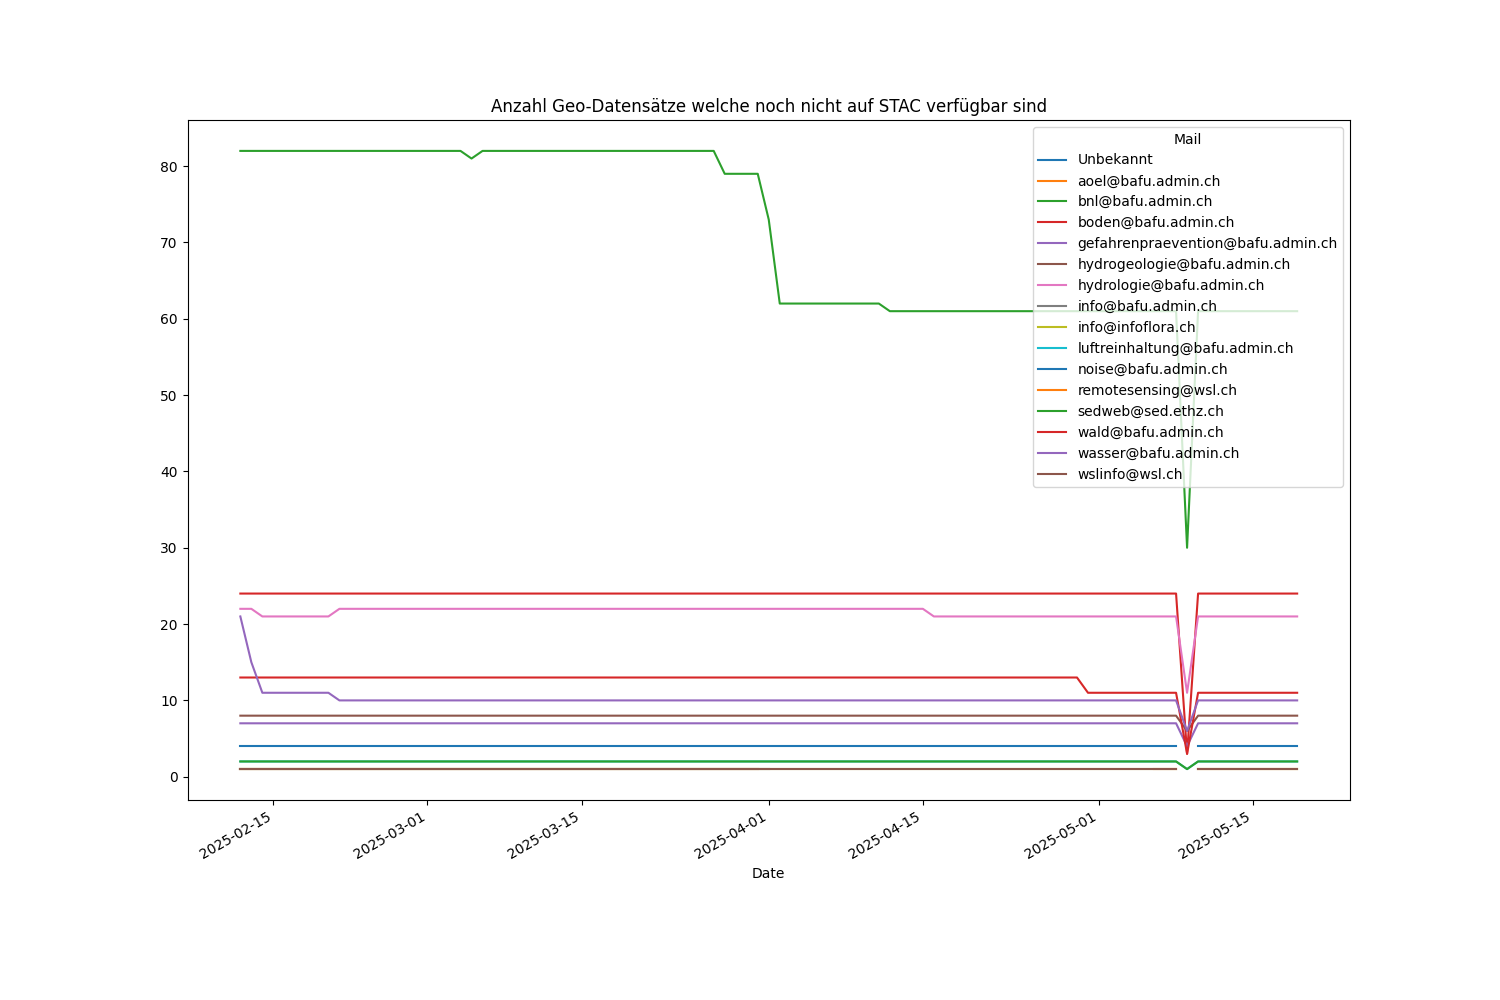 Anzahl Geo-Datensätze welche noch nicht auf STAC verfügbar sind
Mail
Unbekannt
aoel@bafu.admin.ch
bnl@bafu.admin.ch
boden@bafu.admin.ch
gefahrenpraevention@bafu.admin.ch
hydrogeologie@bafu.admin.ch
hydrologie@bafu.admin.ch
info@bafu.admin.ch
info@infoflora.ch
luftreinhaltung@bafu.admin.ch
noise@bafu.admin.ch
remotesensing@wsl.ch
sedweb@sed.ethz.ch
wald@bafu.admin.ch
wasser@bafu.admin.ch
wslinfo@wsl.ch
80
70
60
50
40
30
20
10
0
2025-02-15
2025-03-01
2025-03-15
2025-04-01
2025-04-15
2025-05-01
2025-05-15
Date